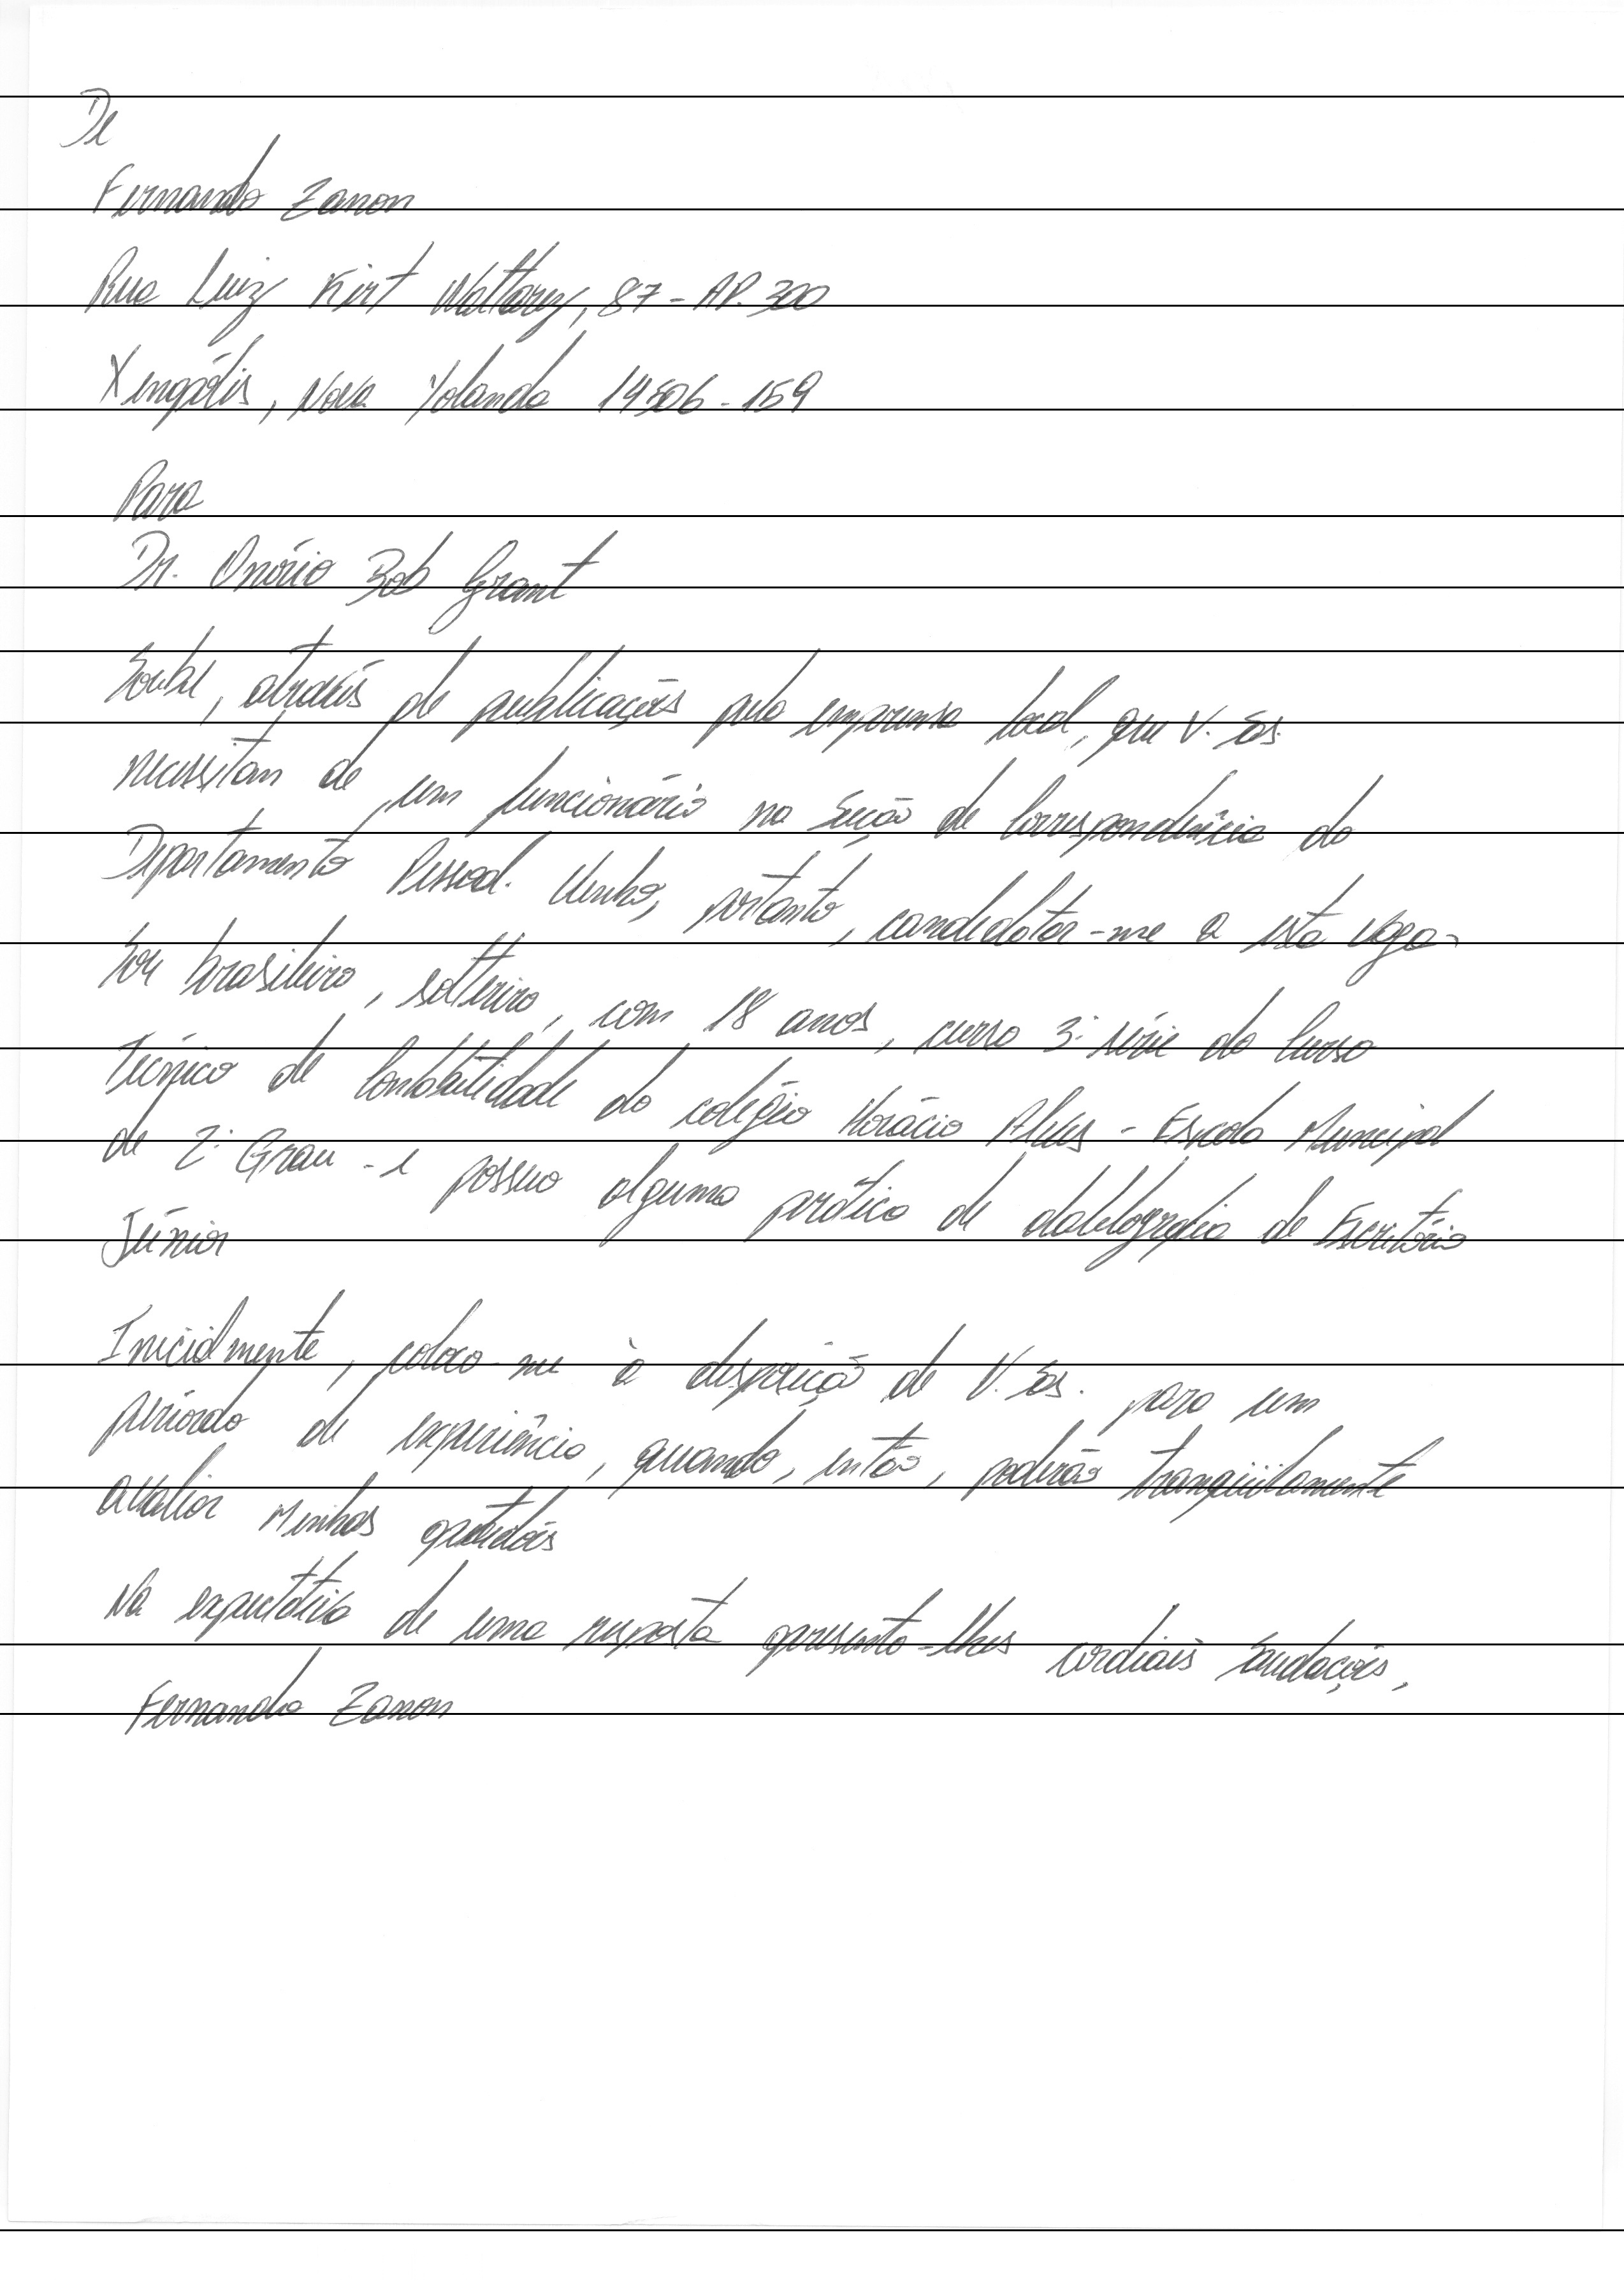 De
Fernando Zanon
Rua Luiz Kirt Wattary, 87 - AP. 300
Xengólis, Nova Yolanda 14506-159
Para
Dr. Onório Bob Grant
Soube, através de publicações pela emprensa local, que V. Sas.
necessitam de um funcionário na Seção de Correspondência do
Departamento Pessoal. Venho, portanto, candidatar-me a esta vaga.
Sou brasileiro, solteiro, com 18 anos, curso 3ª série do Curso
Técnico de Contabilidade do colégio Horácio Alves - Escola Municipal
de 2º Grau - e possuo alguma prática de datilografia de Escritório
Júnior
Inicialmente, coloco-me à disposição de V. Sas. para um
período de experiência, quando, então, poderão tranqüilamente
avaliar Minhas aptidões
Na expectativa de uma resposta apresento-lhes cordiais Saudações,
Fernando Zanon